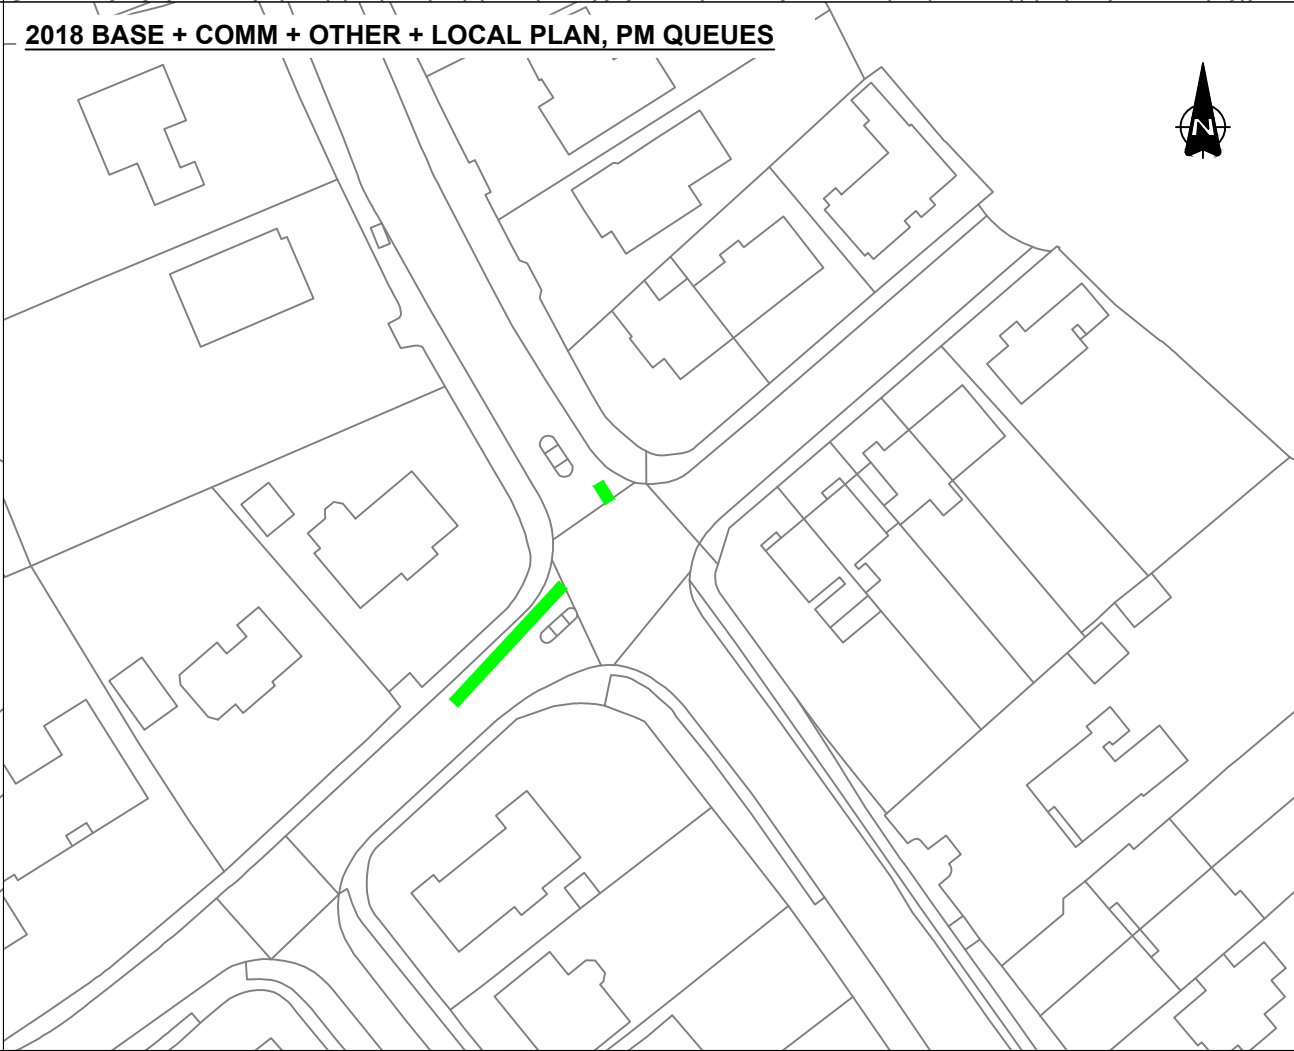 2018 BASE + COMM + OTHER + LOCAL PLAN, PM QUEUES
N